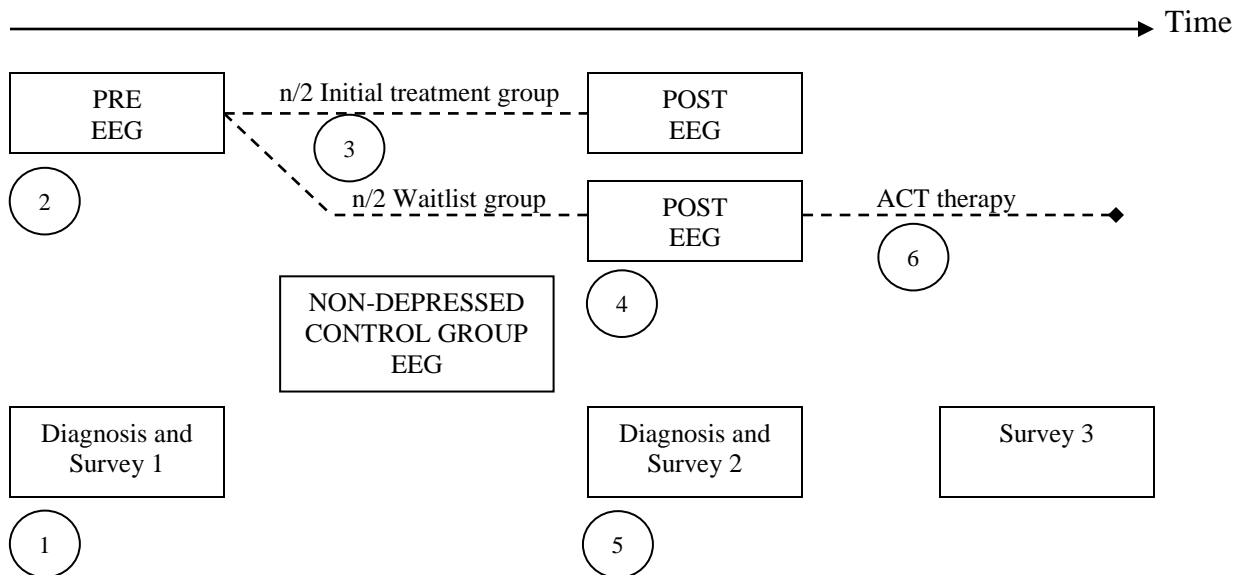 Time
PRE
EEG
n/2 Initial treatment group
POST
EEG
3
2
n/2 Waitlist group
POST
EEG
ACT therapy
6
4
NON-DEPRESSED
CONTROL GROUP
EEG
Diagnosis and
Survey 1
Diagnosis and
Survey 2
Survey 3
1
5